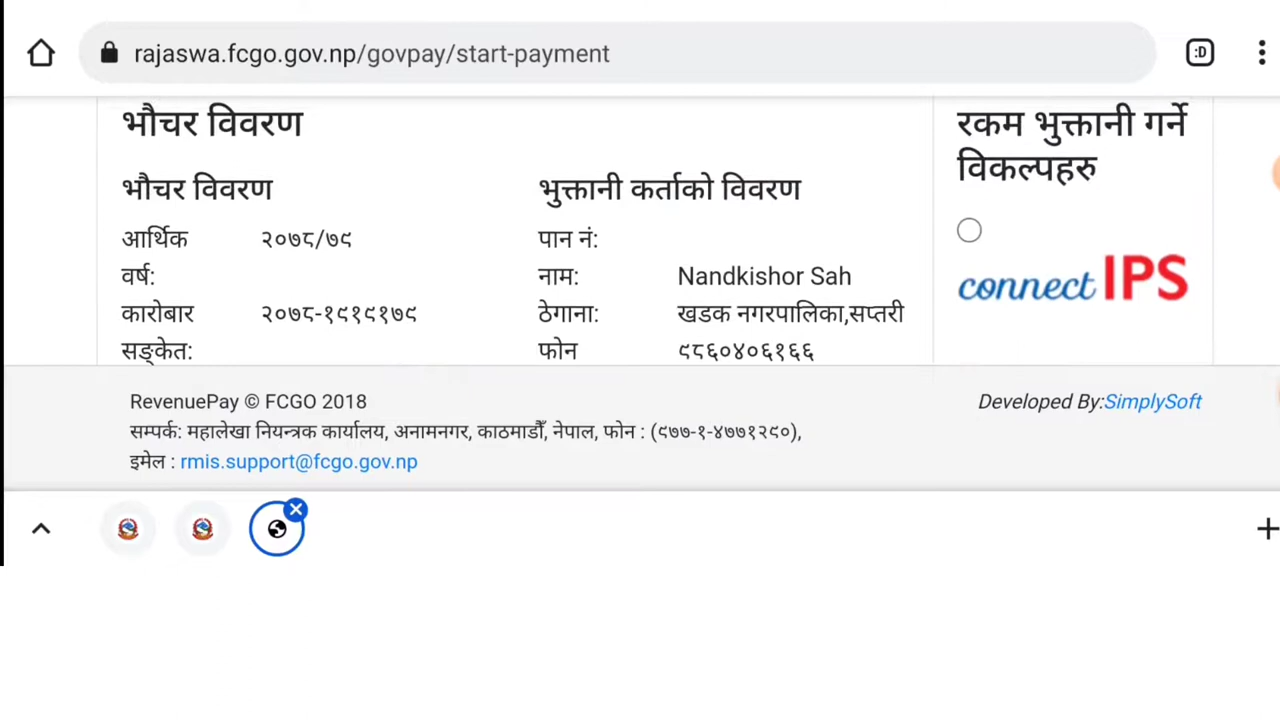 rajaswa.fcgo.gov.np/govpay/start-payment
:D
भौचर विवरण
भौचर विवरण
आर्थिक वर्ष: २०७८/७९
कारोबार सङ्केत: २०७८-१९१९१७९
भुक्तानी कर्ताको विवरण
पान नं:
नाम: Nandkishor Sah
ठेगाना: खडक नगरपालिका,सप्तरी
फोन ९८६०४०६१६६
रकम भुक्तानी गर्ने
विकल्पहरु
connect IPS
RevenuePay © FCGO 2018
Developed By:SimplySoft
सम्पर्क: महालेखा नियन्त्रक कार्यालय, अनामनगर, काठमाडौँ, नेपाल, फोन : (९७७-१-४७७१२८०),
इमेल : rmis.support@fcgo.gov.np